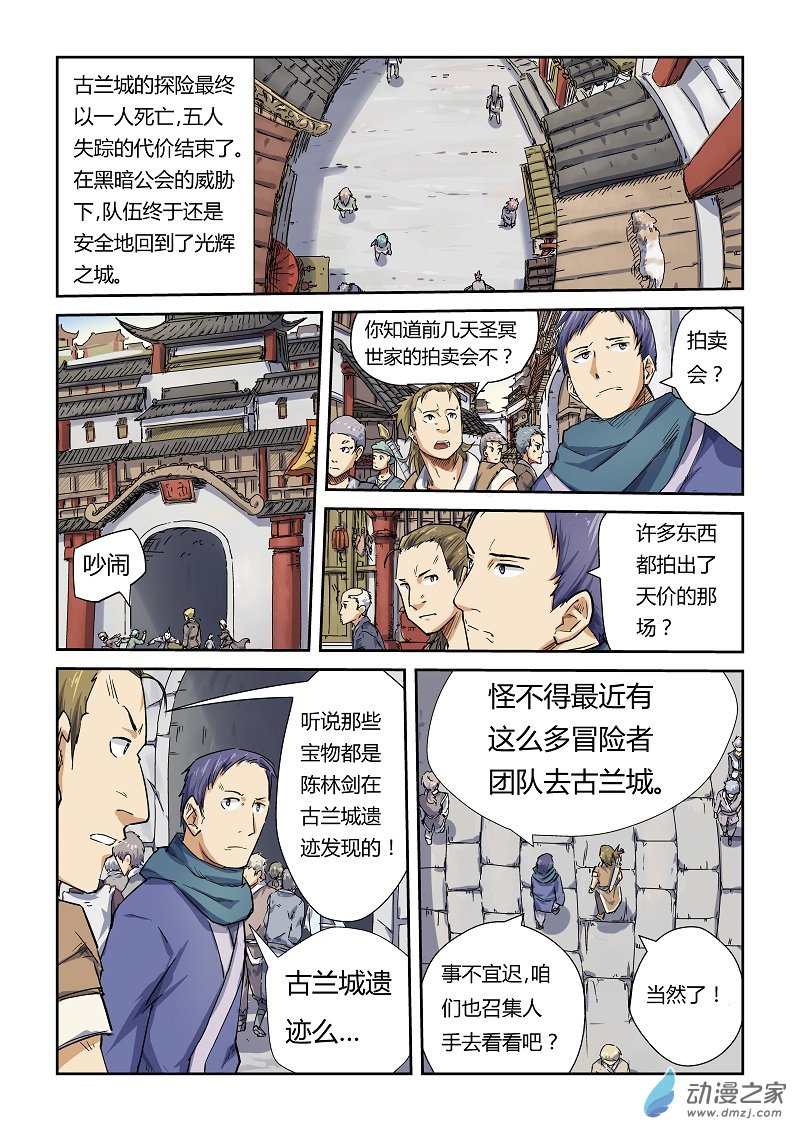 古兰城的探险最终
以一人死亡,五人
失踪的代价结束了。
在黑暗公会的威胁
下,队伍终于还是
安全地回到了光辉
之城。
吵闹
你知道前几天圣冥
世家的拍卖会不？
拍卖
会？
许多东西
都拍出了
天价的那
场？
听说那些
宝物都是
陈林剑在
古兰城遗
迹发现的！
古兰城遗
迹么...
怪不得最近有
这么多冒险者
团队去古兰城。
事不宜迟,咱
们也召集人
手去看看吧？
当然了！
动漫之家
www.dmzj.com